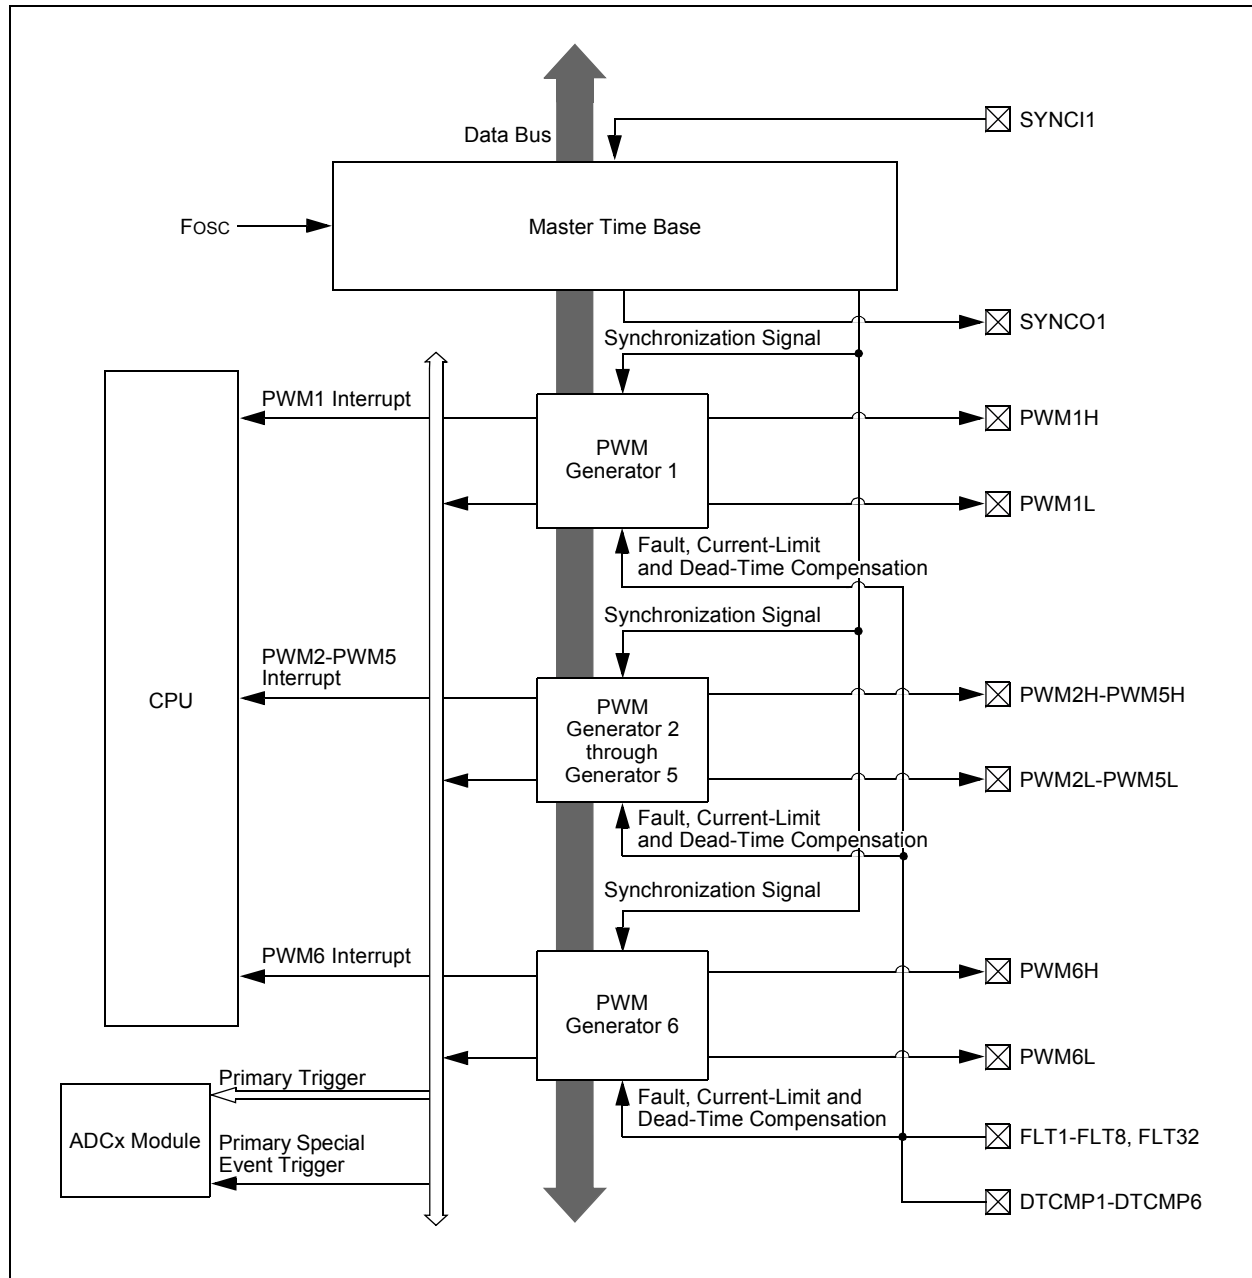 SYNCI1
Data Bus
FOSC
Master Time Base
SYNCO1
Synchronization Signal
PWM1 Interrupt
PWM
Generator 1
PWM1H
PWM1L
Fault, Current-Limit
and Dead-Time Compensation
Synchronization Signal
CPU
PWM2-PWM5
Interrupt
PWM
Generator 2
through
Generator 5
PWM2H-PWM5H
PWM2L-PWM5L
Fault, Current-Limit
and Dead-Time Compensation
Synchronization Signal
PWM6 Interrupt
PWM
Generator 6
PWM6H
PWM6L
Primary Trigger
Fault, Current-Limit and
Dead-Time Compensation
ADCx Module
Primary Special
Event Trigger
FLT1-FLT8, FLT32
DTCMP1-DTCMP6